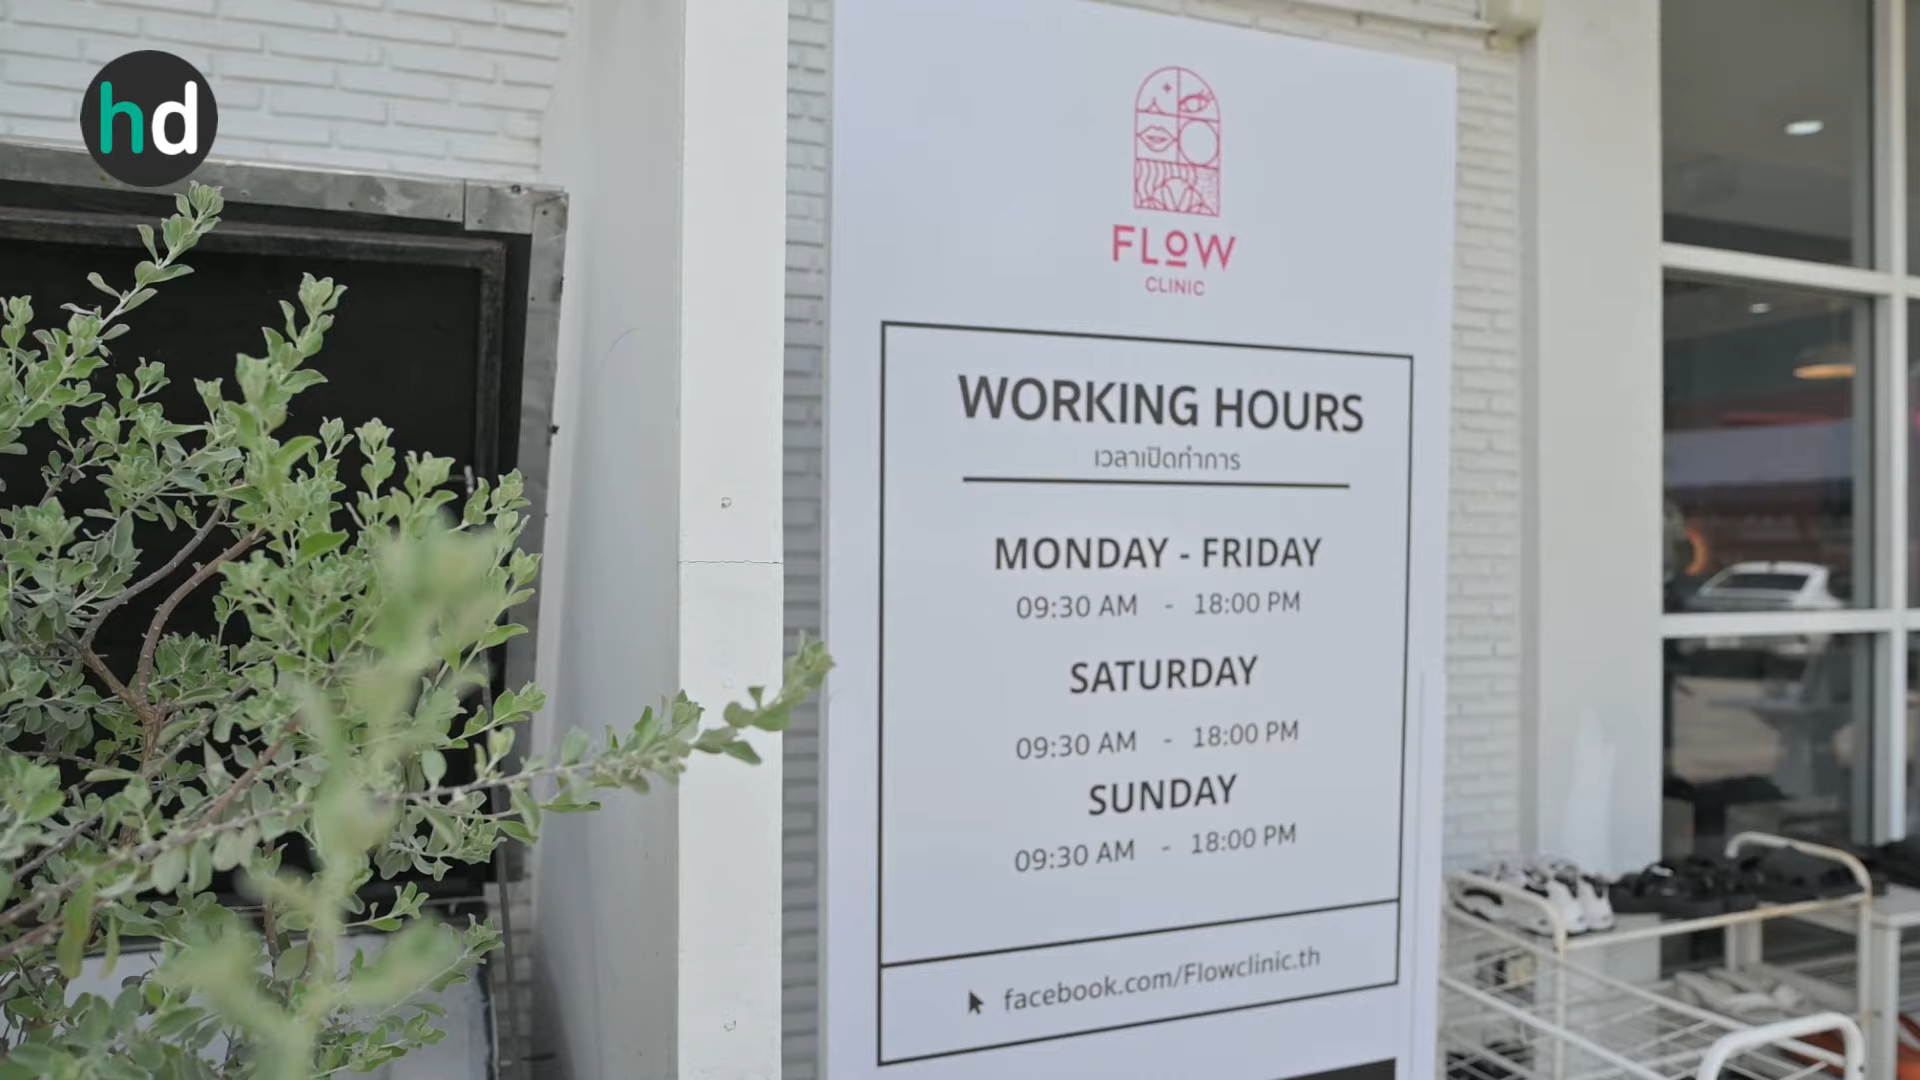 hd
FLOW
CLINIC
WORKING HOURS
เวลาเปิดทำการ
MONDAY - FRIDAY
09:30 AM - 18:00 PM
SATURDAY
09:30 AM - 18:00 PM
SUNDAY
09:30 AM - 18:00 PM
facebook.com/Flowclinic.th